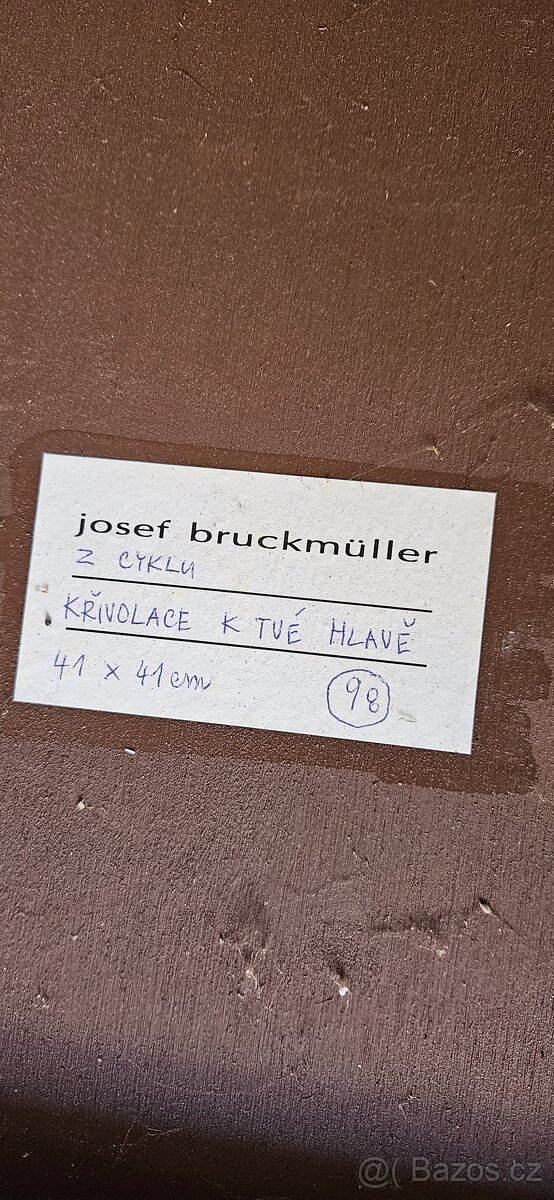 josef bruckmüller
Z CYKLU
KŘIVOLACE K TVÉ HLAVĚ
41 x 41 cm
98
@( Bazos.cz